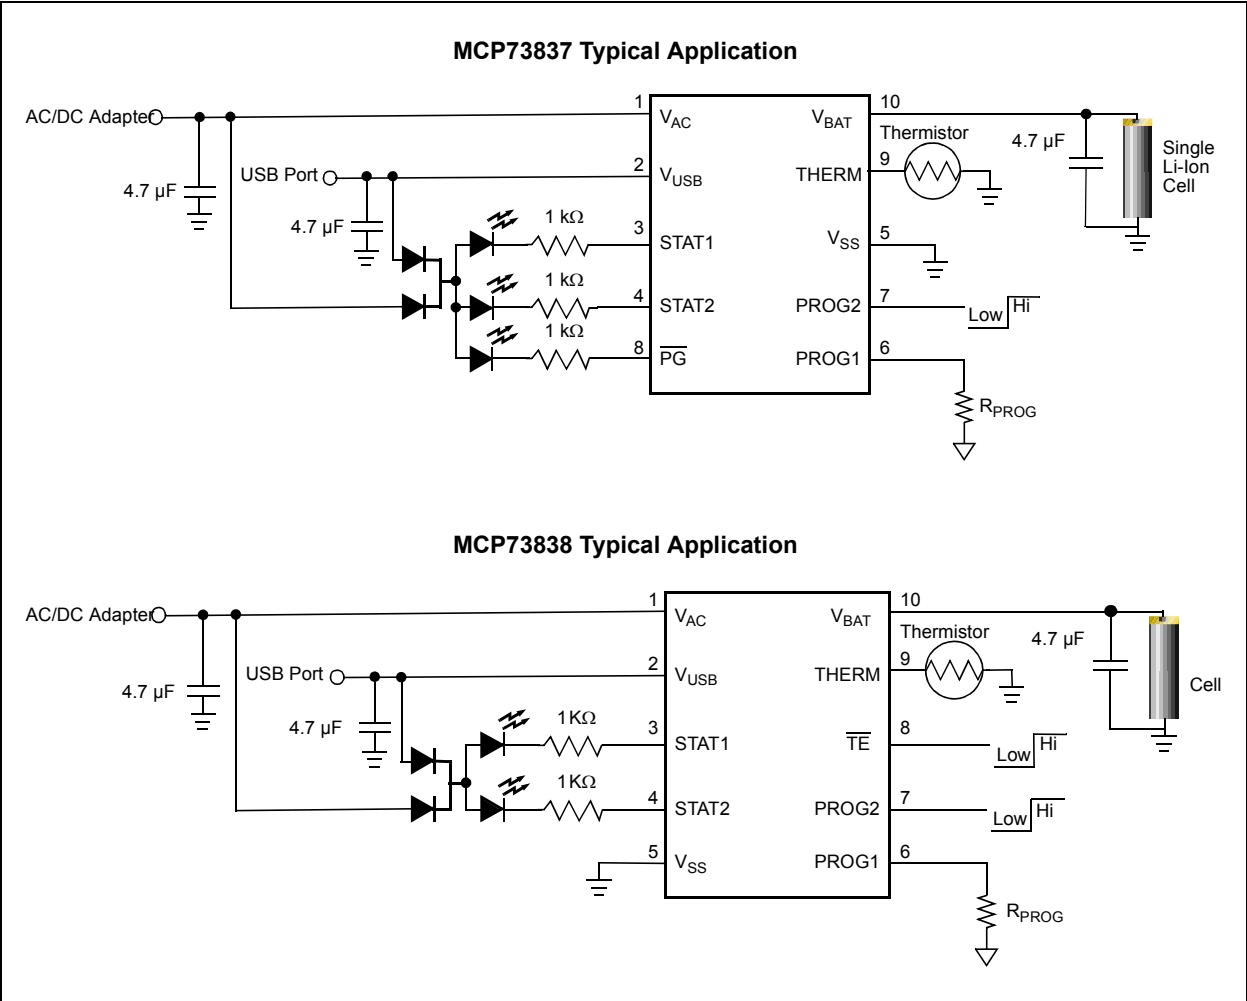 MCP73837 Typical Application
AC/DC Adapter
4.7 µF
USB Port
4.7 µF
1 kΩ
1 kΩ
1 kΩ
1
2
3
4
8
VAC
VUSB
STAT1
STAT2
PG
VBAT
THERM
VSS
PROG2
PROG1
10
9
5
7
6
Thermistor
4.7 µF
Single
Li-Ion
Cell
Low
Hi
RPROG
MCP73838 Typical Application
AC/DC Adapter
4.7 µF
USB Port
4.7 µF
1KΩ
1KΩ
1
2
3
4
5
VAC
VUSB
STAT1
STAT2
VSS
VBAT
THERM
TE
PROG2
PROG1
10
9
8
7
6
Thermistor
4.7 µF
Cell
Low
Hi
Low
Hi
RPROG